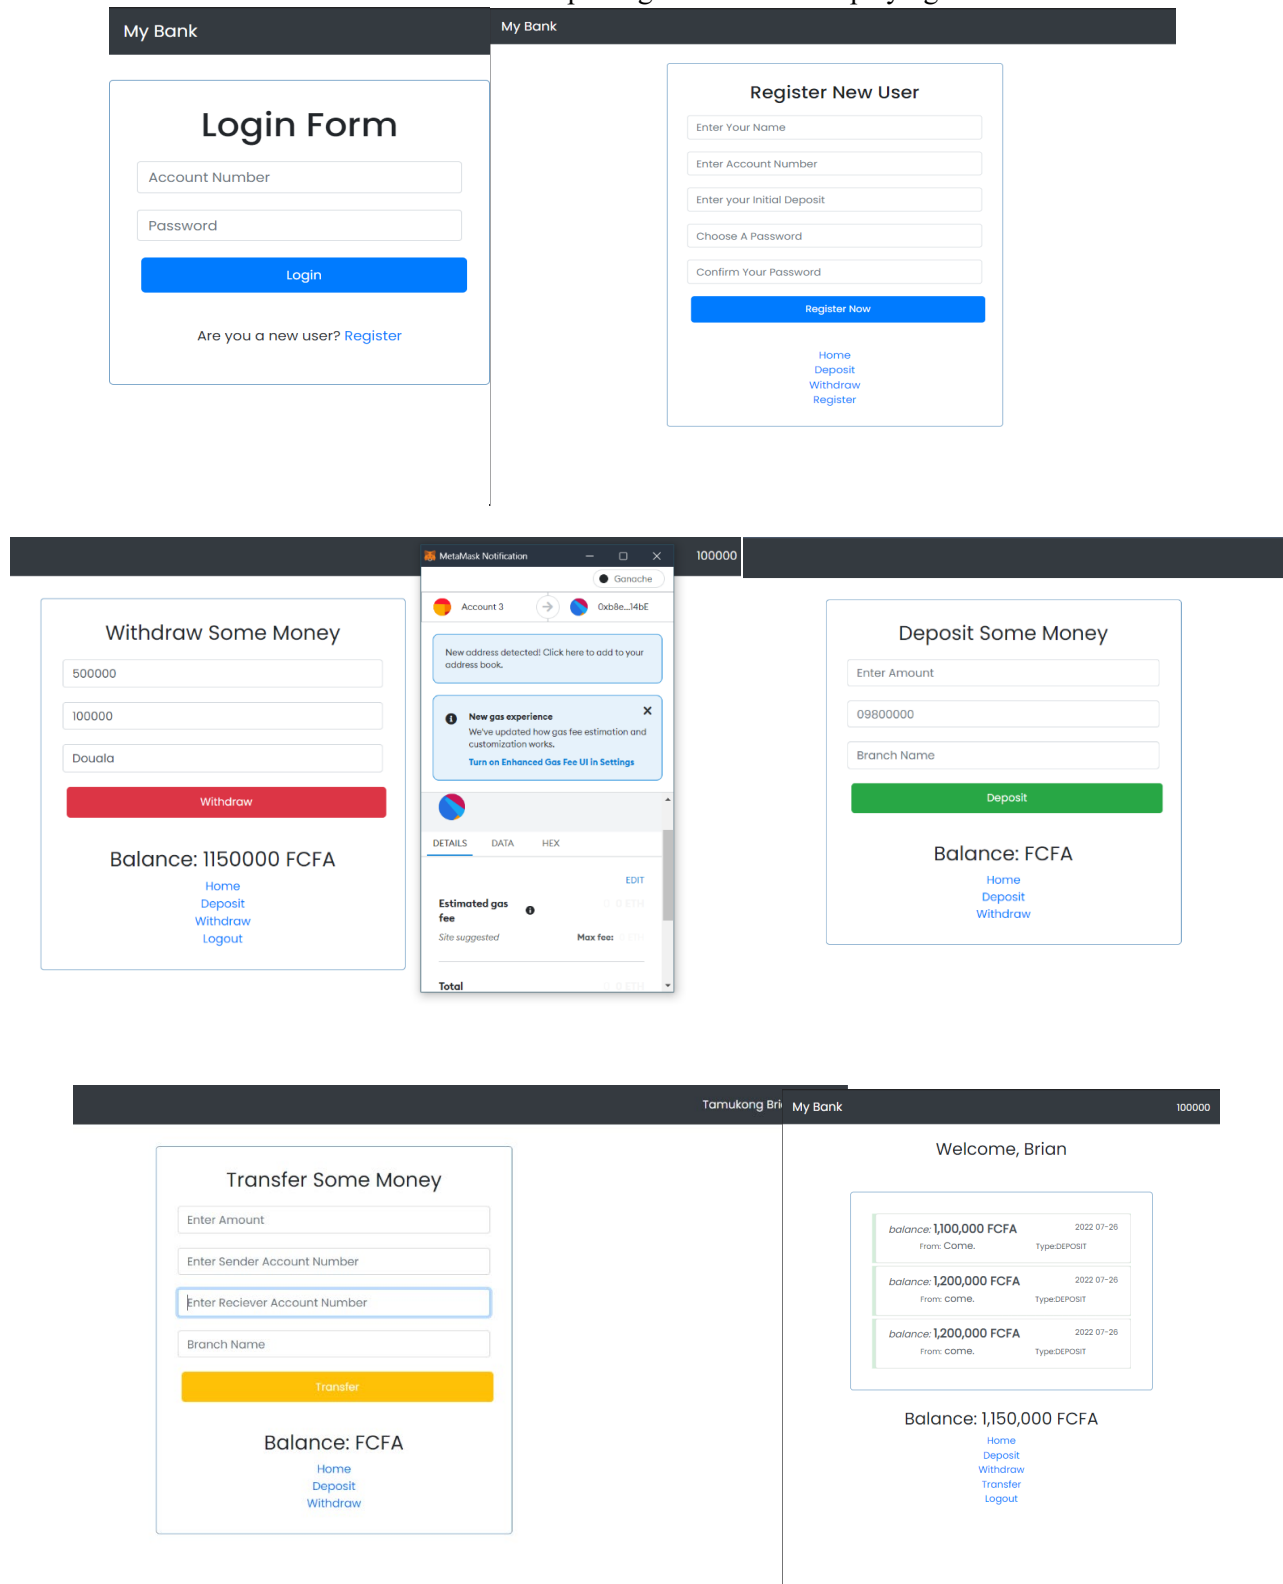 My Bank
Login Form
Account Number
Password
Login
Are you a new user? Register
My Bank
Register New User
Enter Your Name
Enter Account Number
Enter your Initial Deposit
Choose A Password
Confirm Your Password
Register Now
Home
Deposit
Withdraw
Register
100000
Withdraw Some Money
500000
100000
Douala
Withdraw
Balance: 1150000 FCFA
Home
Deposit
Withdraw
Logout
MetaMask Notification
Ganache
Account 3
0xb8e...14bE
New address detected! Click here to add to your
address book.
New gas experience
We've updated how gas fee estimation and
customization works.
Turn on Enhanced Gas Fee UI in Settings
DETAILS DATA HEX
EDIT
Estimated gas
fee
0 0 ETH
Site suggested Max fee: 0 ETH
Total 0 0 ETH
Deposit Some Money
Enter Amount
09800000
Branch Name
Deposit
Balance: FCFA
Home
Deposit
Withdraw
Tamukong Bri
Transfer Some Money
Enter Amount
Enter Sender Account Number
Enter Reciever Account Number
Branch Name
Transfer
Balance: FCFA
Home
Deposit
Withdraw
My Bank 100000
Welcome, Brian
balance: 1,100,000 FCFA 2022 07-26
From: Come. Type:DEPOSIT
balance: 1,200,000 FCFA 2022 07-26
From: come. Type:DEPOSIT
balance: 1,200,000 FCFA 2022 07-26
From: come. Type:DEPOSIT
Balance: 1,150,000 FCFA
Home
Deposit
Withdraw
Transfer
Logout